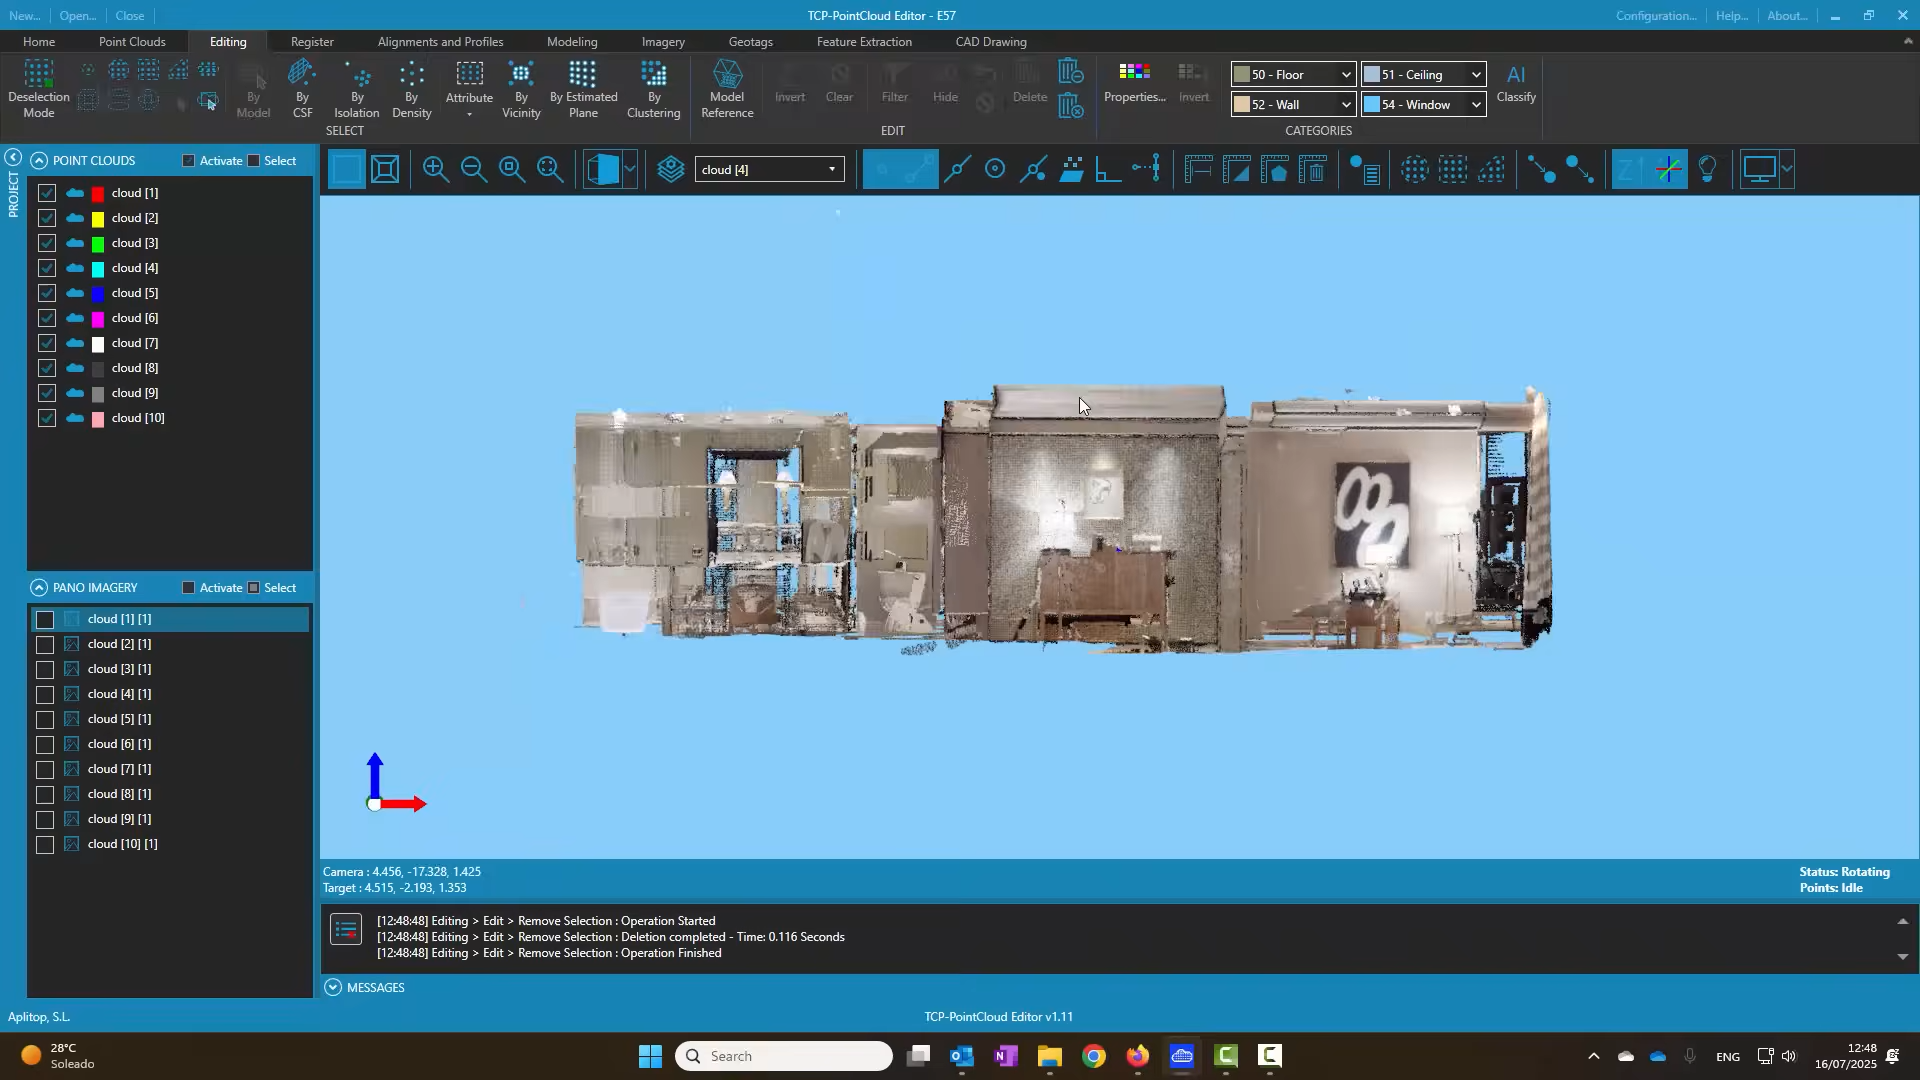 New... Open... Close
TCP-PointCloud Editor - E57
Configuration... Help... About...
Home Point Clouds Editing Register Alignments and Profiles Modeling Imagery Geotags Feature Extraction CAD Drawing
Deselection Mode
By Model
By CSF
By Isolation
By Density
Attribute
By Vicinity
By Estimated Plane
By Clustering
SELECT
Model Reference
Invert
Clear
Filter
Hide
Delete
EDIT
Properties...
Invert
50 - Floor
51 - Ceiling
52 - Wall
54 - Window
AI
Classify
CATEGORIES
PROJECT
POINT CLOUDS Activate Select
cloud [1]
cloud [2]
cloud [3]
cloud [4]
cloud [5]
cloud [6]
cloud [7]
cloud [8]
cloud [9]
cloud [10]
cloud [4]
PANO IMAGERY Activate Select
cloud [1] [1]
cloud [2] [1]
cloud [3] [1]
cloud [4] [1]
cloud [5] [1]
cloud [6] [1]
cloud [7] [1]
cloud [8] [1]
cloud [9] [1]
cloud [10] [1]
Camera : 4.456, -17.328, 1.425
Target : 4.515, -2.193, 1.353
Status: Rotating
Points: Idle
[12:48:48] Editing > Edit > Remove Selection : Operation Started
[12:48:48] Editing > Edit > Remove Selection : Deletion completed - Time: 0.116 Seconds
[12:48:48] Editing > Edit > Remove Selection : Operation Finished
MESSAGES
Aplitop, S.L.
TCP-PointCloud Editor v1.11
28°C
Soleado
Search
ENG
12:48
16/07/2025